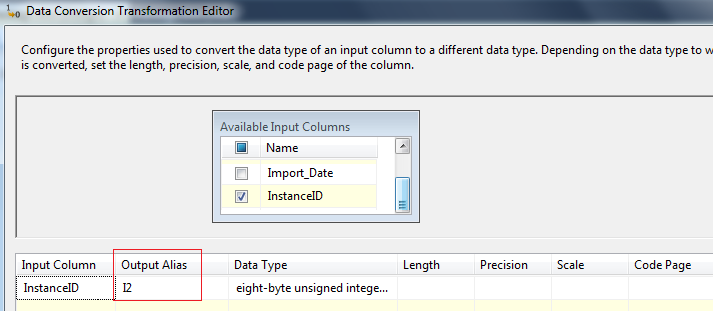 Data Conversion Transformation Editor
Configure the properties used to convert the data type of an input column to a different data type. Depending on the data type to w
is converted, set the length, precision, scale, and code page of the column.
Available Input Columns
Name
Import_Date
InstanceID
Input Column Output Alias Data Type Length Precision Scale Code Page
InstanceID I2 eight-byte unsigned intege...